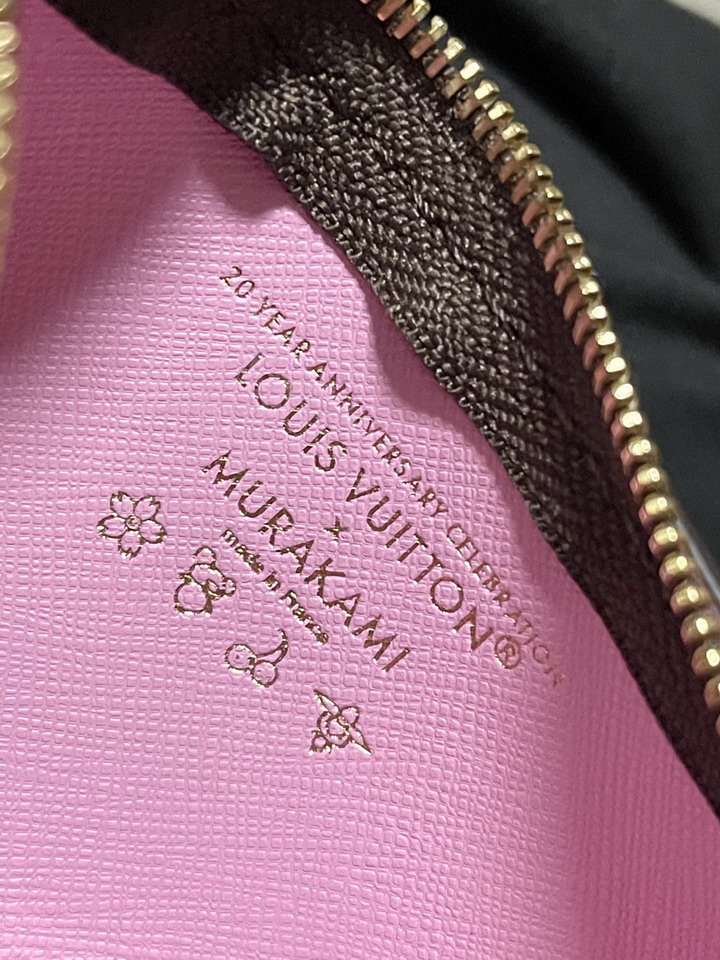 20 YEAR ANNIVERSARY CELEBRATION
LOUIS VUITTON®
×
MURAKAMI
made in France